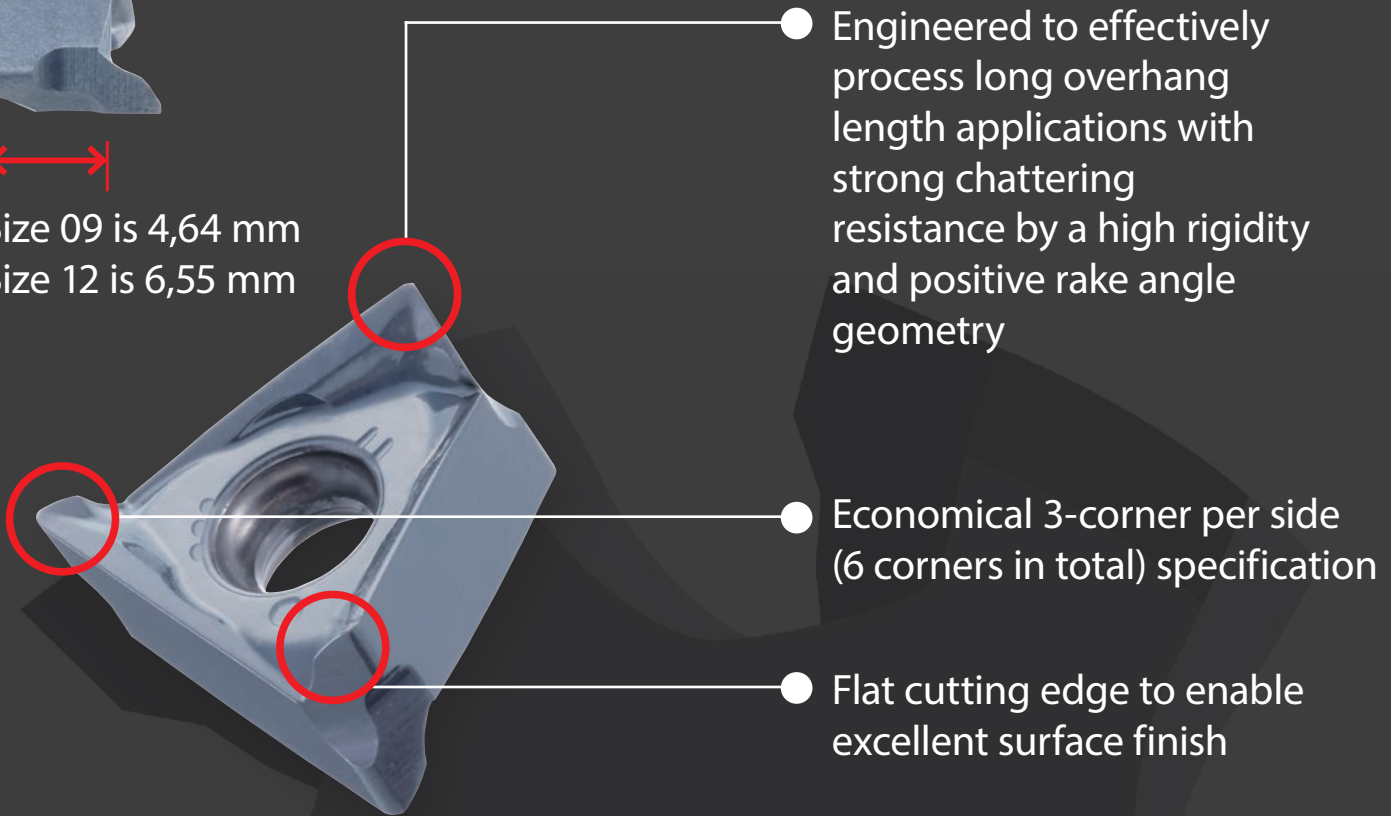 Engineered to effectively
process long overhang
length applications with
strong chattering
resistance by a high rigidity
and positive rake angle
geometry
Size 09 is 4,64 mm
Size 12 is 6,55 mm
Economical 3-corner per side
(6 corners in total) specification
Flat cutting edge to enable
excellent surface finish